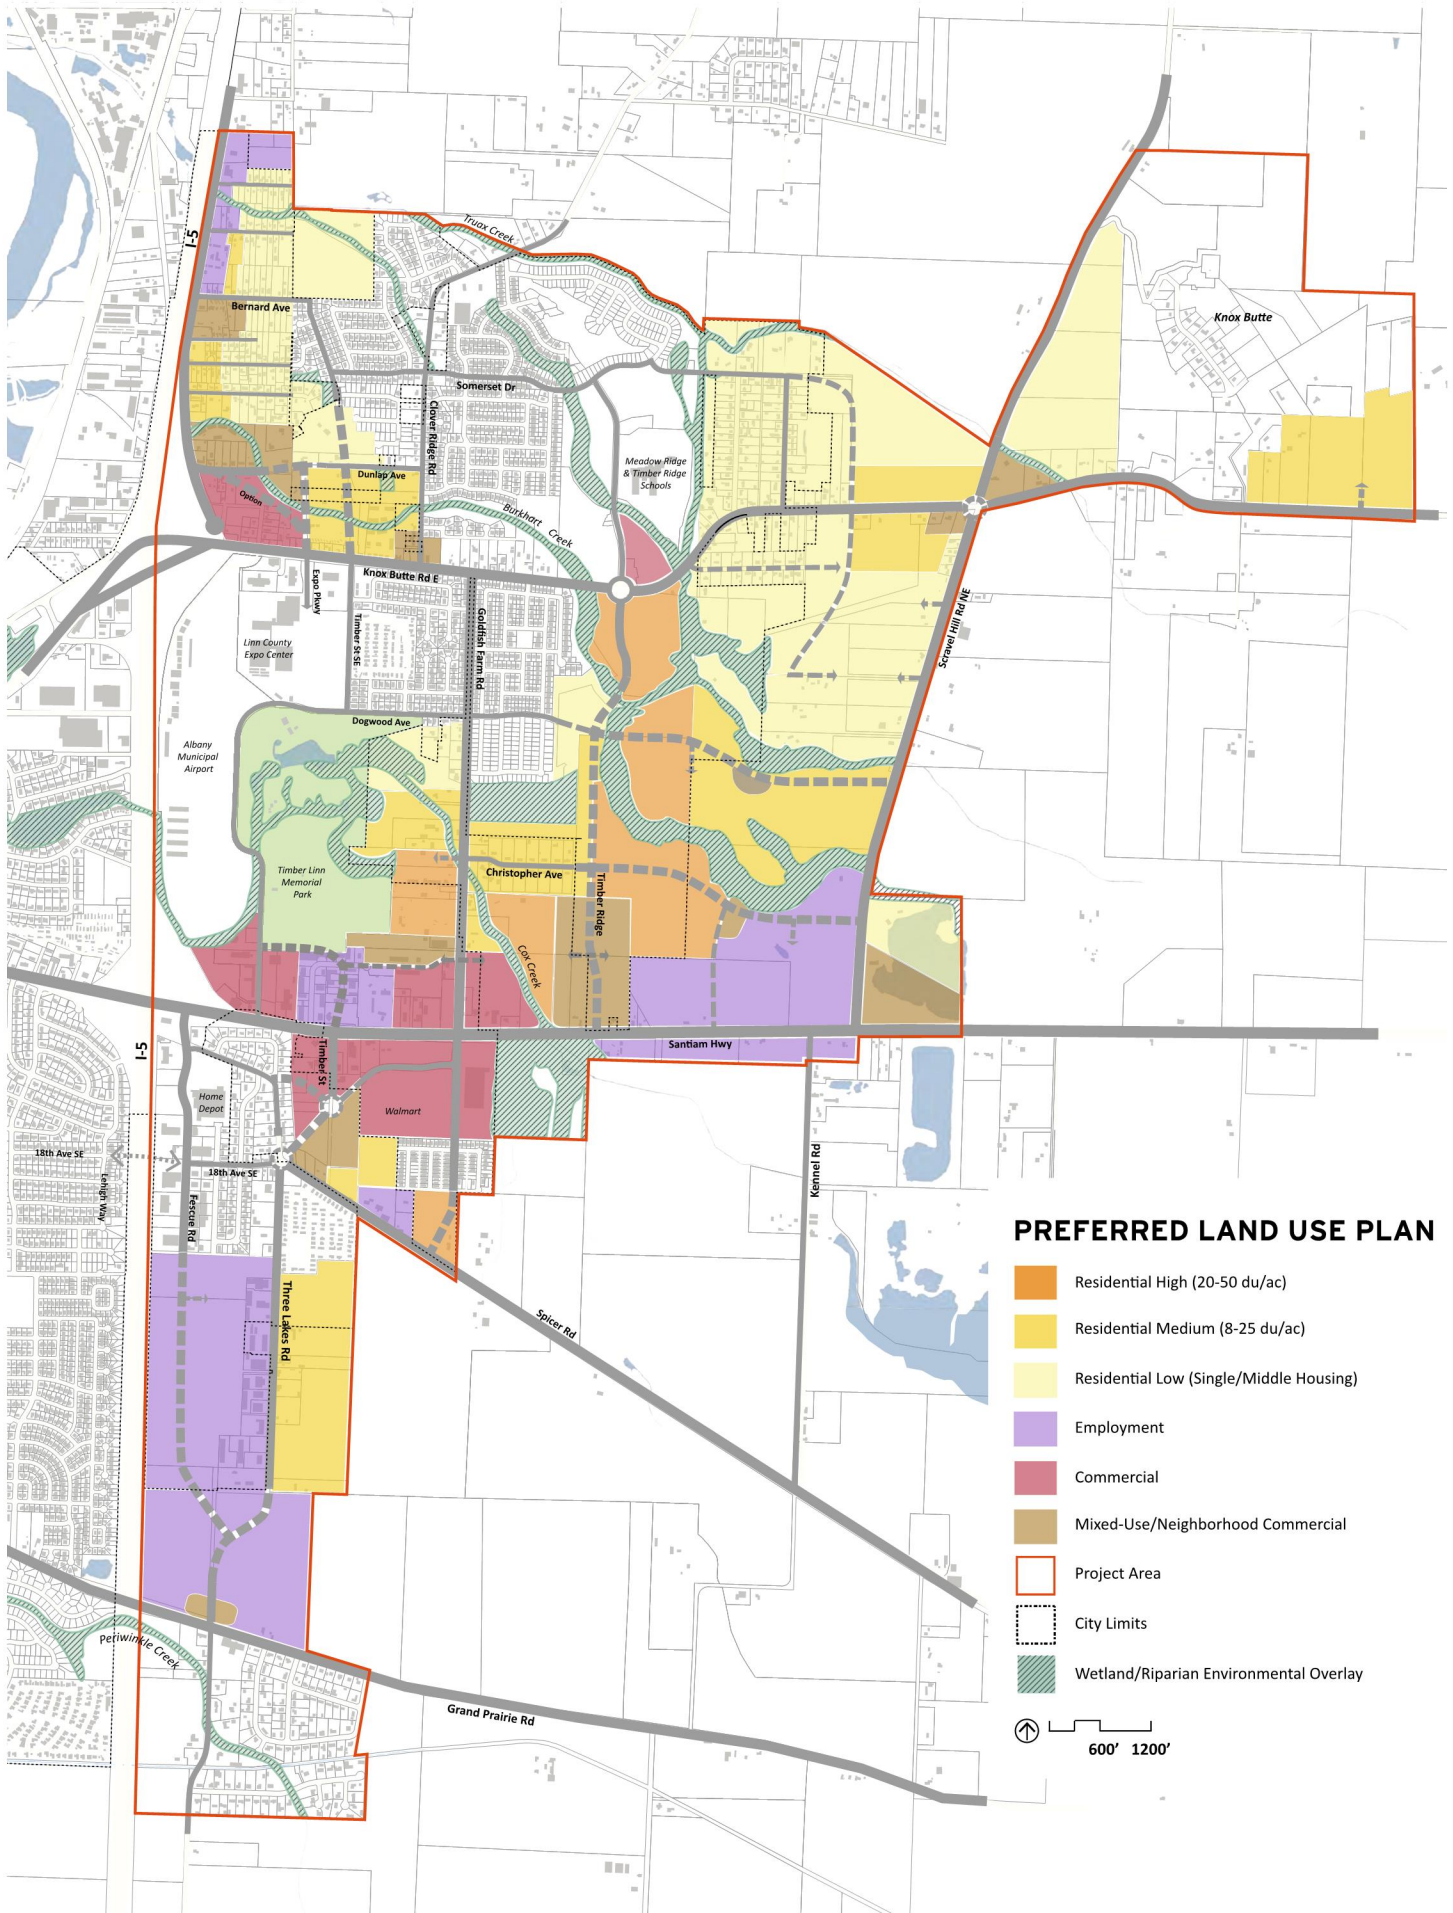 Truax Creek
I-5
Bernard Ave
Knox Butte
Somerset Dr
Clover Ridge Rd
Meadow Ridge
& Timber Ridge
Schools
Dunlap Ave
Option
Burkhart Creek
Knox Butte Rd E
Expo Pkwy
Timber St SE
Goldfish Farm Rd
Scravel Hill Rd NE
Linn County
Expo Center
Dogwood Ave
Albany
Municipal
Airport
Timber Linn
Memorial
Park
Christopher Ave
Timber Ridge
Cox Creek
Santiam Hwy
I-5
Timber St
Home
Depot
Walmart
18th Ave SE
18th Ave SE
Lehigh Way
Fescue Rd
Kennel Rd
Three Lakes Rd
Spicer Rd
Periwinkle Creek
Grand Prairie Rd
PREFERRED LAND USE PLAN
Residential High (20-50 du/ac)
Residential Medium (8-25 du/ac)
Residential Low (Single/Middle Housing)
Employment
Commercial
Mixed-Use/Neighborhood Commercial
Project Area
City Limits
Wetland/Riparian Environmental Overlay
600' 1200'